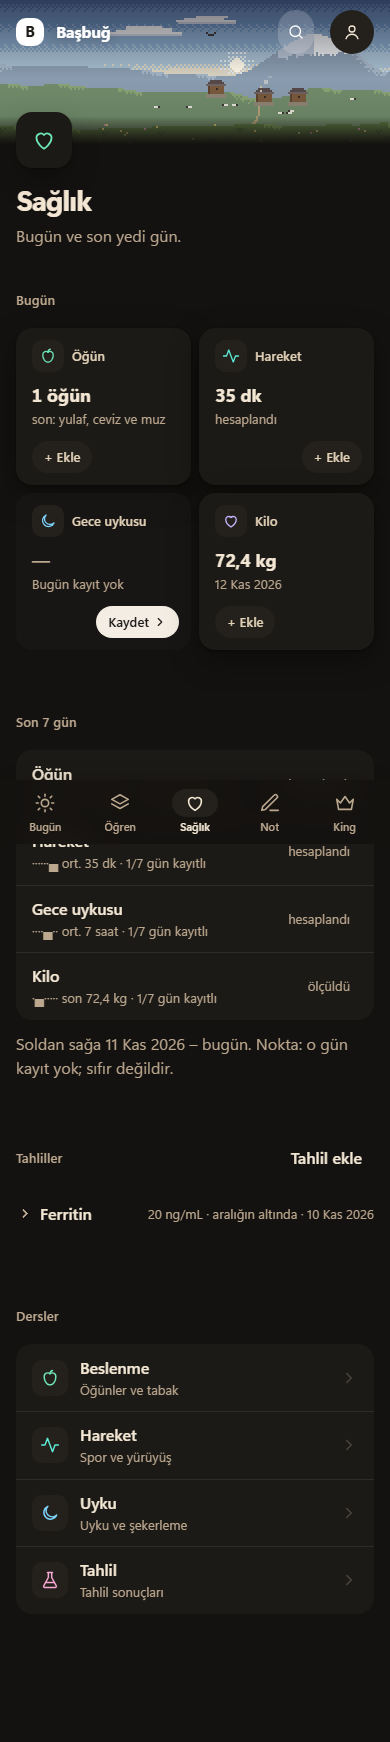 B Başbuğ
Sağlık
Bugün ve son yedi gün.
Bugün
Öğün
1 öğün
son: yulaf, ceviz ve muz
+ Ekle
Hareket
35 dk
hesaplandı
+ Ekle
Gece uykusu
—
Bugün kayıt yok
Kaydet
Kilo
72,4 kg
12 Kas 2026
+ Ekle
Son 7 gün
Öğün
Bugün
Öğren
Sağlık
Not
King
Hareket
ort. 35 dk · 1/7 gün kayıtlı
hesaplandı
Gece uykusu
ort. 7 saat · 1/7 gün kayıtlı
hesaplandı
Kilo
son 72,4 kg · 1/7 gün kayıtlı
ölçüldü
Soldan sağa 11 Kas 2026 – bugün. Nokta: o gün
kayıt yok; sıfır değildir.
Tahliller
Tahlil ekle
Ferritin
20 ng/mL · aralığın altında · 10 Kas 2026
Dersler
Beslenme
Öğünler ve tabak
Hareket
Spor ve yürüyüş
Uyku
Uyku ve şekerleme
Tahlil
Tahlil sonuçları